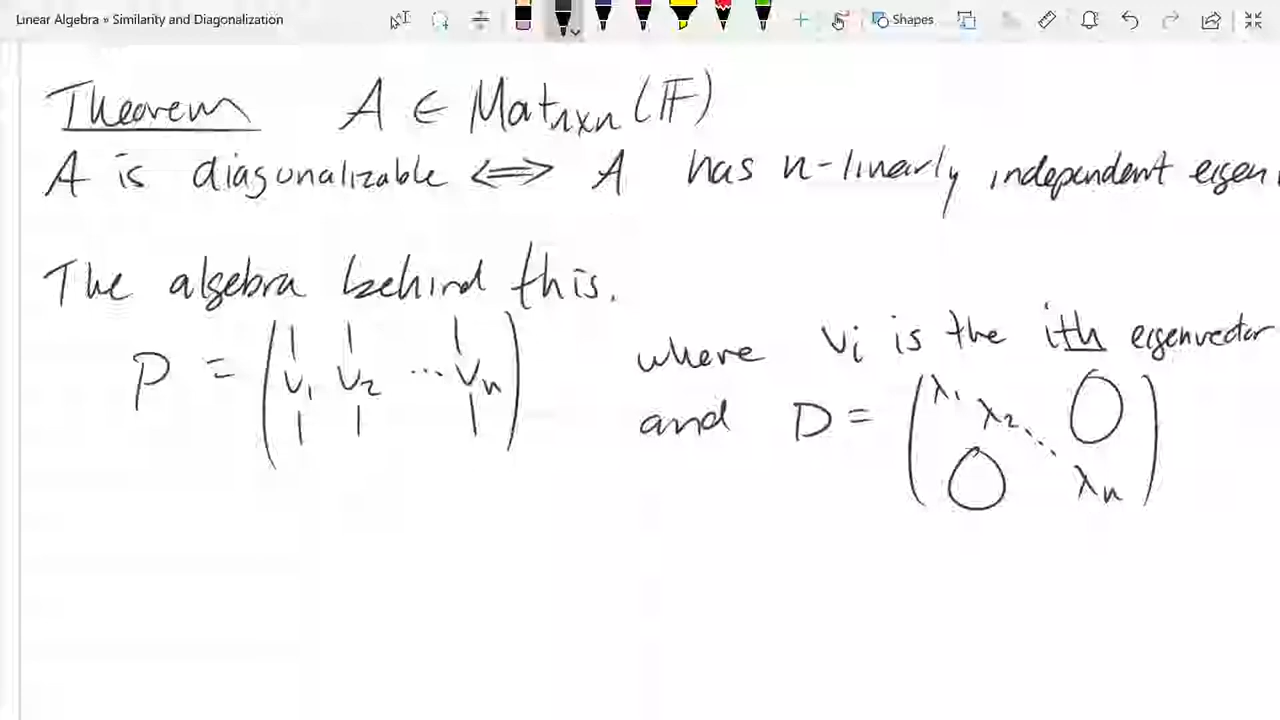 Linear Algebra » Similarity and Diagonalization
Shapes
Theorem A ∈ Mat_{n×n}(𝔽)
A is diagonalizable ⟺ A has n-linearly independent eigen
The algebra behind this.
P = (v₁ v₂ ... vₙ) where vᵢ is the ith eigenvector
and D = (λ₁ λ₂ ... λₙ 0 0)